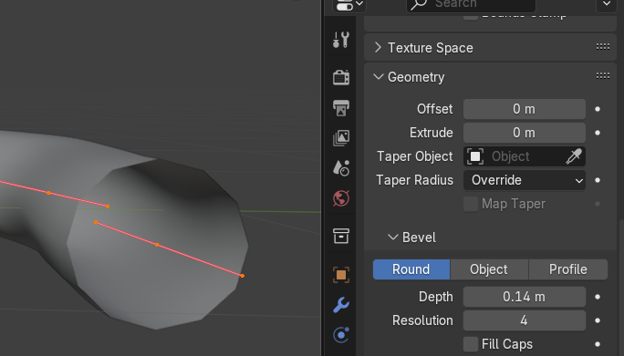 Search
Bounds Clamp
Texture Space
Geometry
Offset 0 m
Extrude 0 m
Taper Object Object
Taper Radius Override
Map Taper
Bevel
Round Object Profile
Depth 0.14 m
Resolution 4
Fill Caps